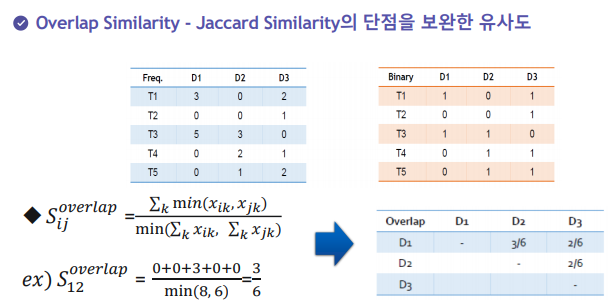 Overlap Similarity - Jaccard Similarity의 단점을 보완한 유사도
Freq. D1 D2 D3
T1 3 0 2
T2 0 0 1
T3 5 3 0
T4 0 2 1
T5 0 1 2
Binary D1 D2 D3
T1 1 0 1
T2 0 0 1
T3 1 1 0
T4 0 1 1
T5 0 1 1
◆ S_{ij}^{overlap} = \frac{∑_k min(x_{ik}, x_{jk})}{min(∑_k x_{ik}, ∑_k x_{jk})}
ex) S_{12}^{overlap} = \frac{0+0+3+0+0}{min(8, 6)} = \frac{3}{6}
Overlap D1 D2 D3
D1 - 3/6 2/6
D2 - 2/6
D3 -